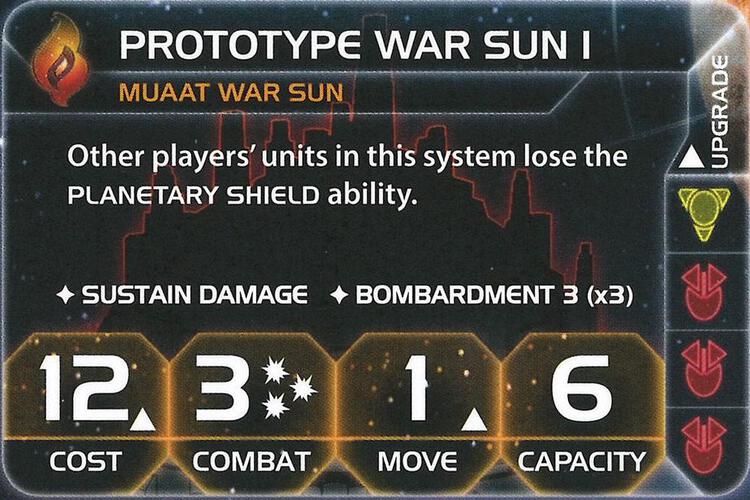 PROTOTYPE WAR SUN I
MUAAT WAR SUN
UPGRADE
Other players' units in this system lose the
PLANETARY SHIELD ability.
SUSTAIN DAMAGE BOMBARDMENT 3 (x3)
12 3 1 6
COST COMBAT MOVE CAPACITY